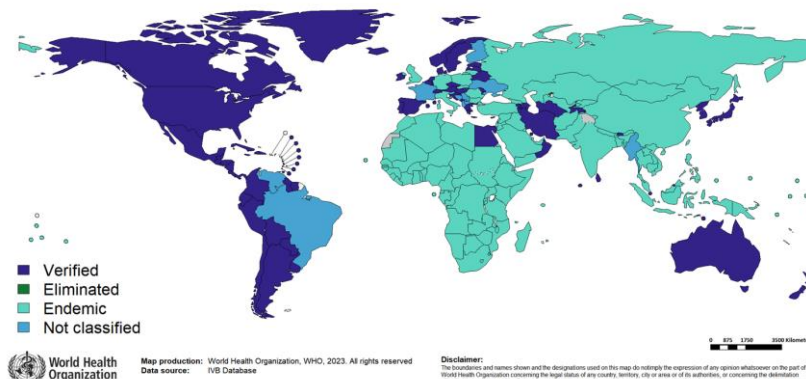 Verified
Eliminated
Endemic
Not classified
0 875 1750 3500 Kilomet
World Health
Organization
Map production: World Health Organization, WHO, 2023. All rights reserved
Data source: IVB Database
Disclaimer:
The boundaries and names shown and the designations used on this map do notimply the expression of any opinion whatsoever on the part of
World Health Organization concerning the legal status of any country, territory, city or area or of its authorities, or concerning the delimitation